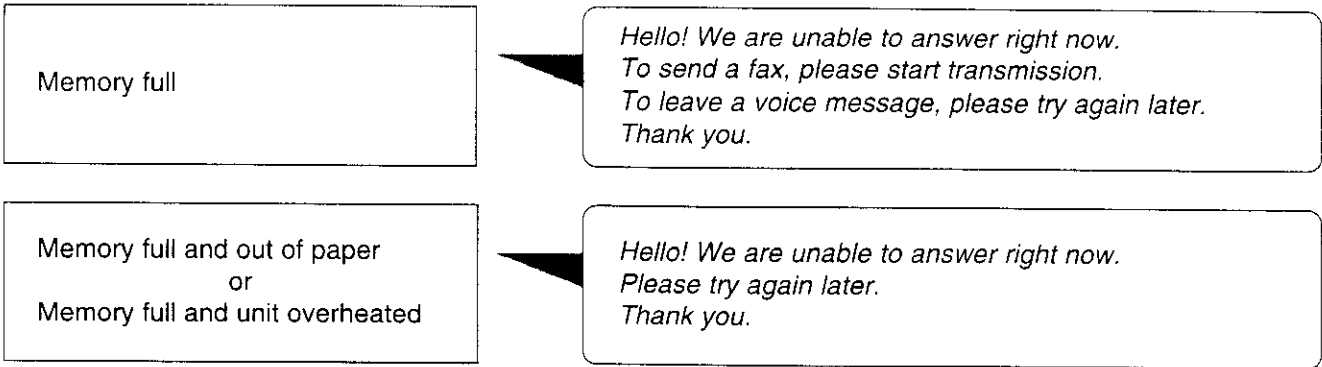 Memory full
Hello! We are unable to answer right now.
To send a fax, please start transmission.
To leave a voice message, please try again later.
Thank you.
Memory full and out of paper
or
Memory full and unit overheated
Hello! We are unable to answer right now.
Please try again later.
Thank you.